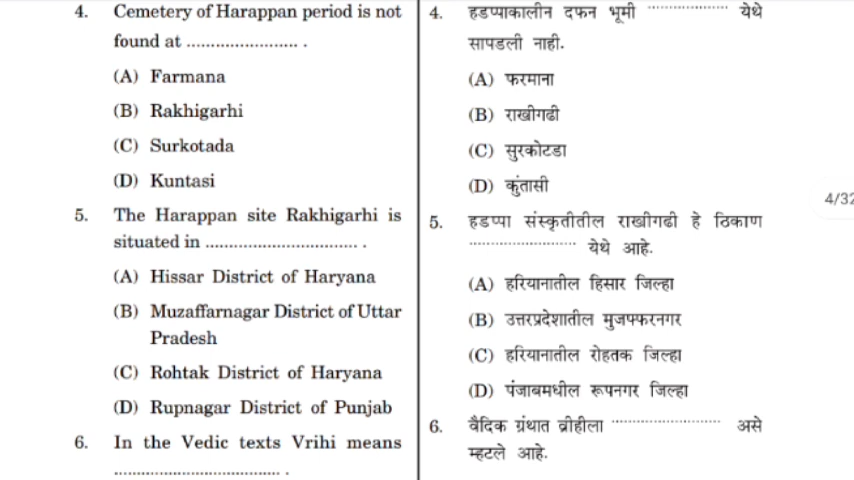 4. Cemetery of Harappan period is not
found at ........................ .
(A) Farmana
(B) Rakhigarhi
(C) Surkotada
(D) Kuntasi
5. The Harappan site Rakhigarhi is
situated in ................................ .
(A) Hissar District of Haryana
(B) Muzaffarnagar District of Uttar
Pradesh
(C) Rohtak District of Haryana
(D) Rupnagar District of Punjab
6. In the Vedic texts Vrihi means
................................... .
4. हडप्पाकालीन दफन भूमी .................... येथे
सापडली नाही.
(A) फरमाना
(B) राखीगढी
(C) सुरकोटडा
(D) कुंतासी
5. हडप्पा संस्कृतीतील राखीगढी हे ठिकाण
.......................... येथे आहे.
(A) हरियानातील हिसार जिल्हा
(B) उत्तरप्रदेशातील मुजफ्फरनगर
(C) हरियानातील रोहतक जिल्हा
(D) पंजाबमधील रूपनगर जिल्हा
6. वैदिक ग्रंथात व्रीहीला .......................... असे
म्हटले आहे.
4/32